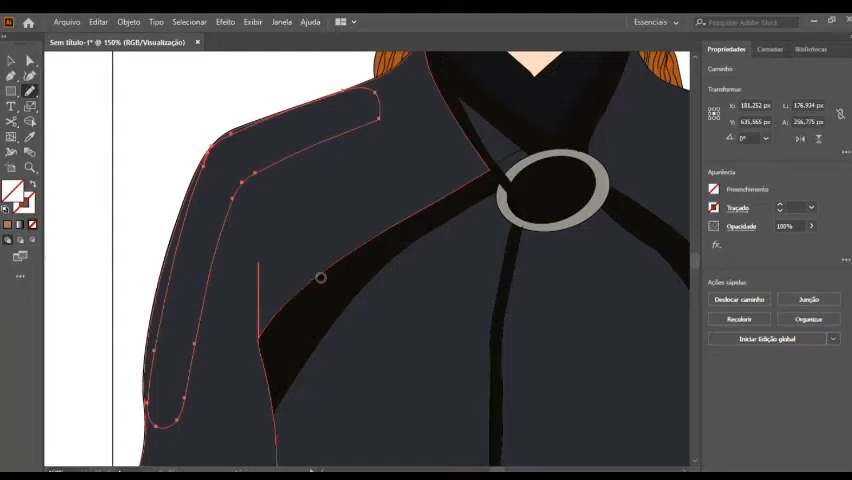 Ai Arquivo Editar Objeto Tipo Selecionar Efeito Exibir Janela Ajuda Essenciais Pesquisar Adobe Stock
Sem título-1* @ 150% (RGB/Visualização) ×
Propriedades Camadas Bibliotecas
Caminho
Transformar
X: 181,252 px L: 176,934 px
Y: 635,565 px A: 256,775 px
0°
Aparência
Preenchimento
Traçado
Opacidade 100%
fx.
Ações rápidas
Deslocar caminho Junção
Recolorir Organizar
Iniciar Edição global